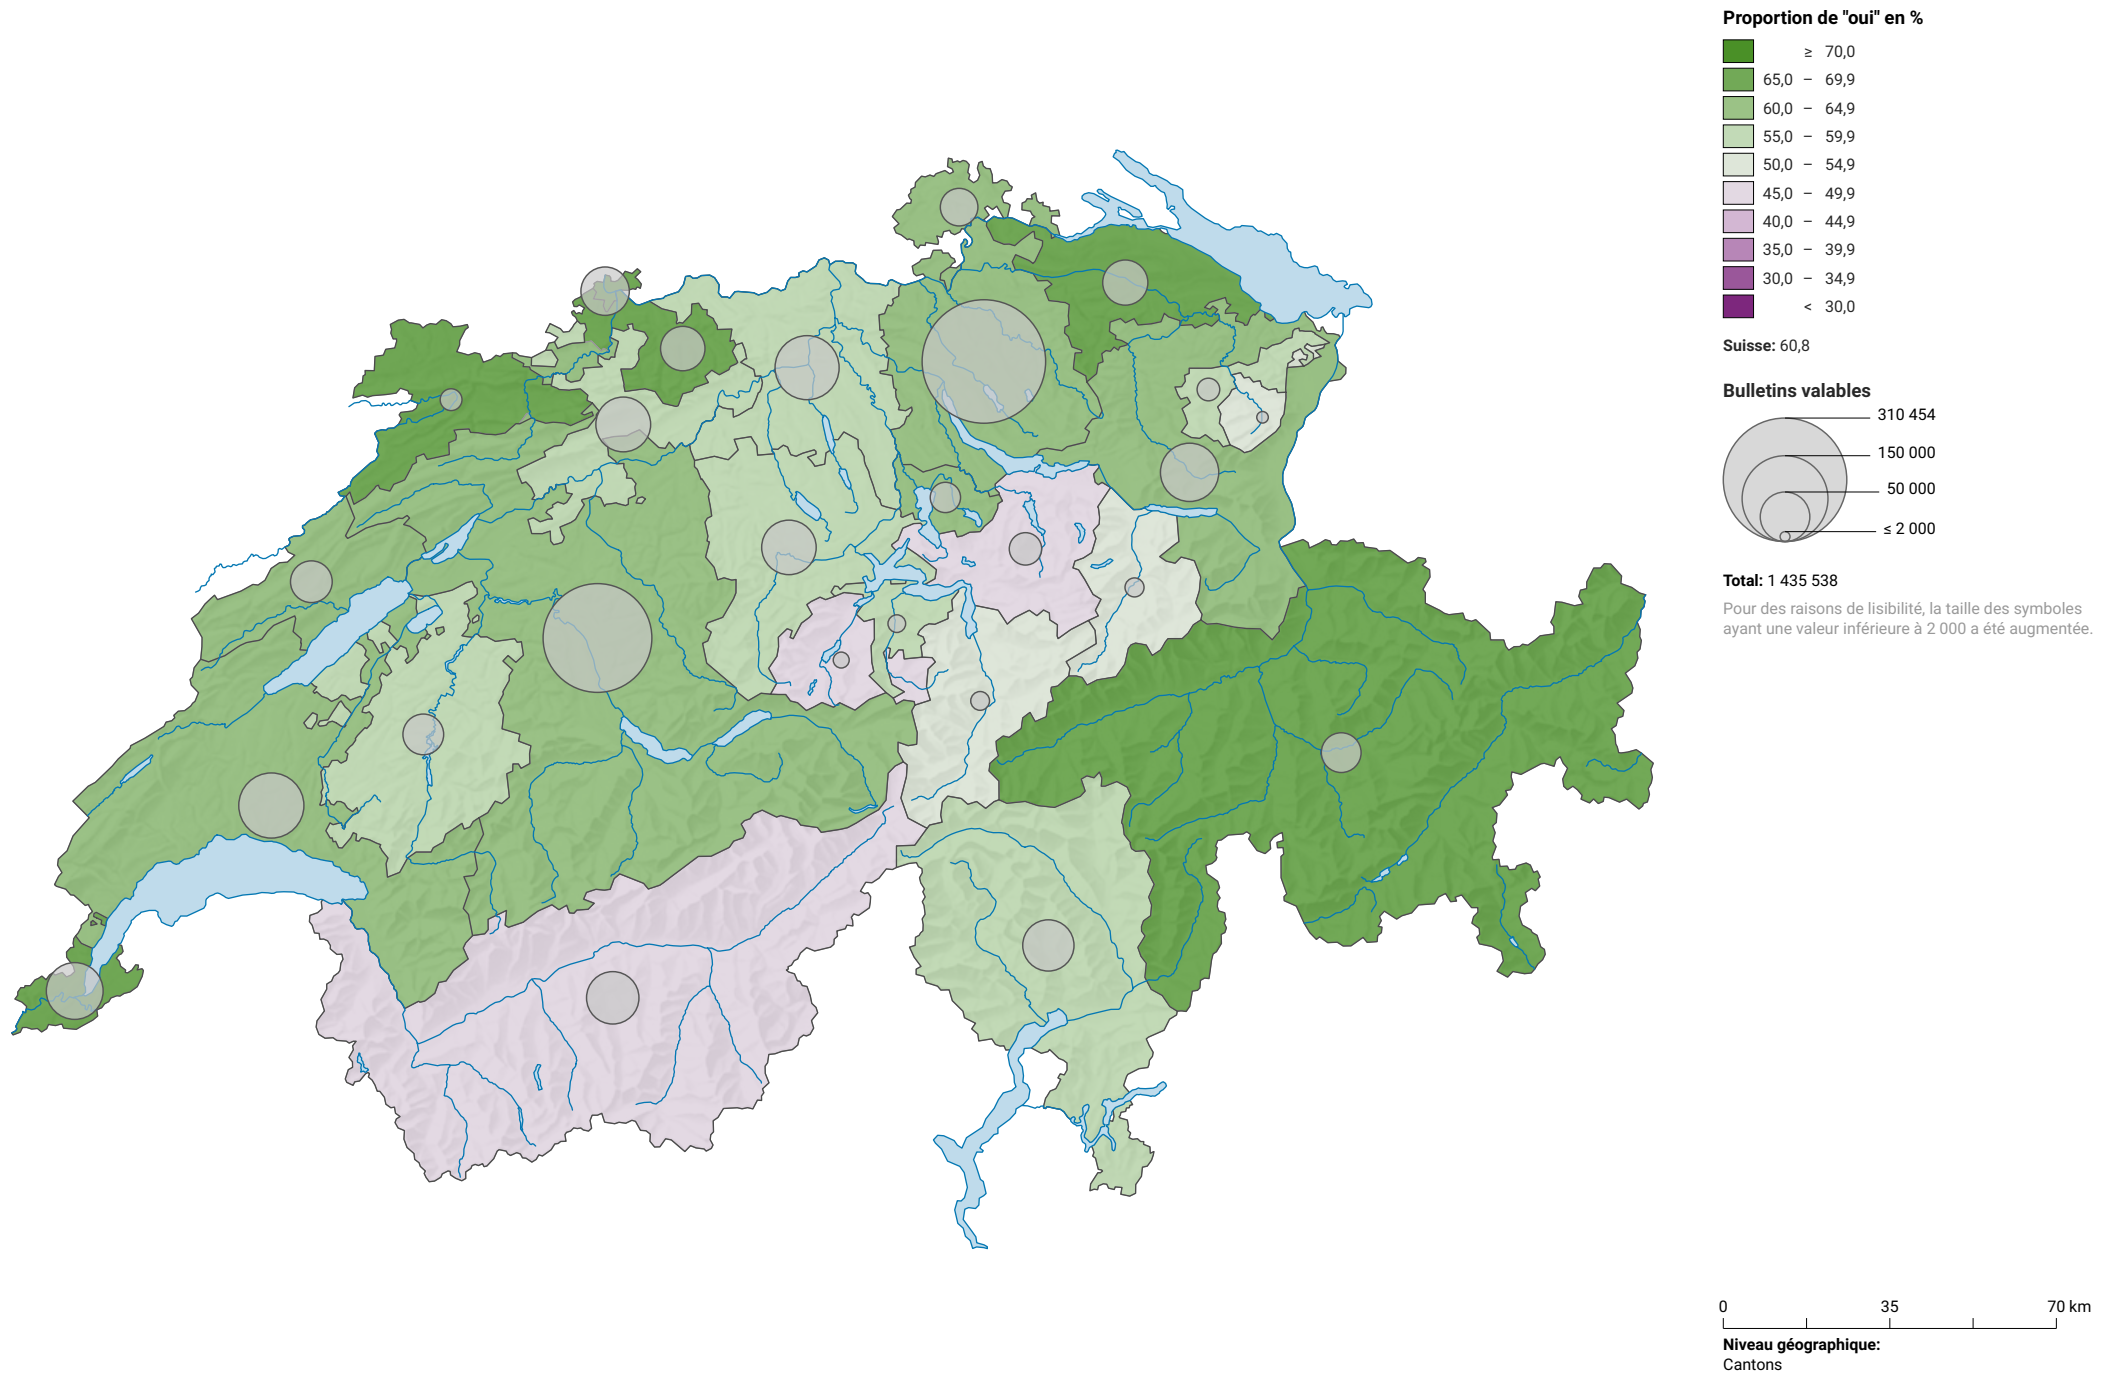 Proportion de "oui" en %
≥ 70,0
65,0 – 69,9
60,0 – 64,9
55,0 – 59,9
50,0 – 54,9
45,0 – 49,9
40,0 – 44,9
35,0 – 39,9
30,0 – 34,9
< 30,0
Suisse: 60,8
Bulletins valables
310 454
150 000
50 000
≤ 2 000
Total: 1 435 538
Pour des raisons de lisibilité, la taille des symboles
ayant une valeur inférieure à 2 000 a été augmentée.
0 35 70 km
Niveau géographique:
Cantons